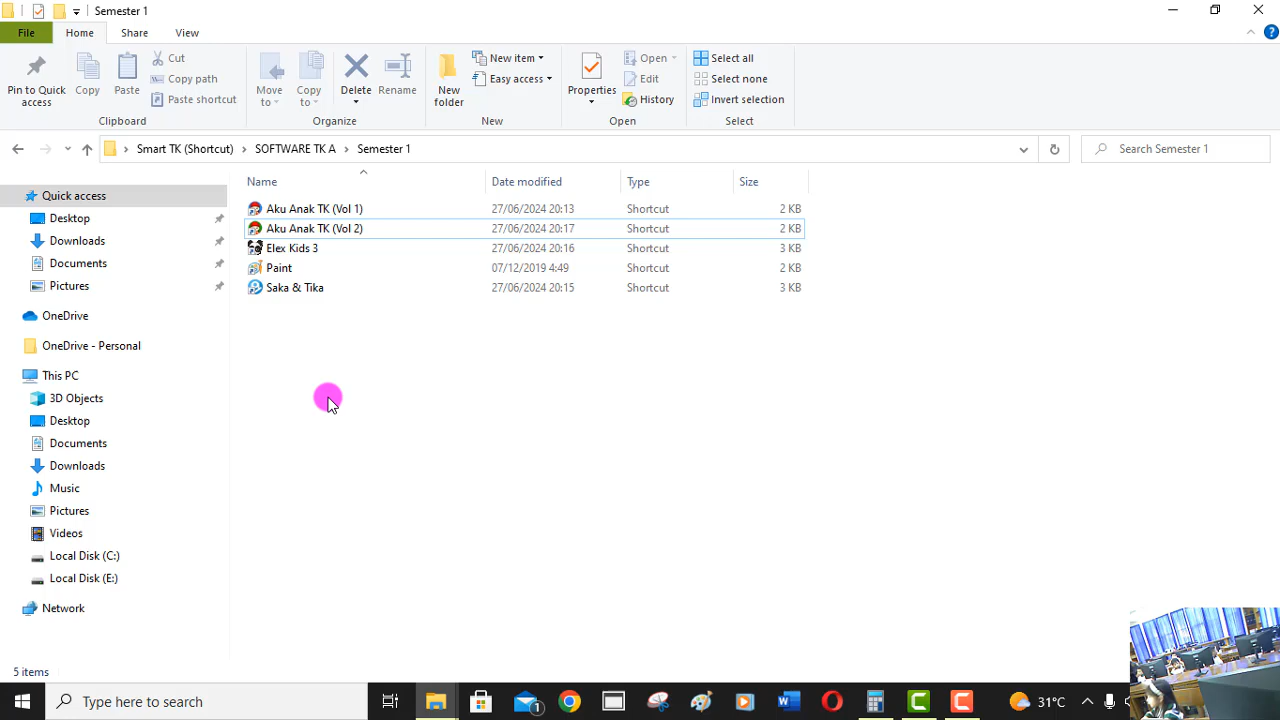 Semester 1
File Home Share View
Pin to Quick access
Copy
Paste
Cut
Copy path
Paste shortcut
Clipboard
Move to
Copy to
Delete
Rename
Organize
New folder
New item
Easy access
New
Properties
Open
Edit
History
Open
Select all
Select none
Invert selection
Select
Smart TK (Shortcut) > SOFTWARE TK A > Semester 1
Search Semester 1
Quick access
Desktop
Downloads
Documents
Pictures
OneDrive
OneDrive - Personal
This PC
3D Objects
Desktop
Documents
Downloads
Music
Pictures
Videos
Local Disk (C:)
Local Disk (E:)
Network
Name Date modified Type Size
Aku Anak TK (Vol 1) 27/06/2024 20:13 Shortcut 2 KB
Aku Anak TK (Vol 2) 27/06/2024 20:17 Shortcut 2 KB
Elex Kids 3 27/06/2024 20:16 Shortcut 3 KB
Paint 07/12/2019 4:49 Shortcut 2 KB
Saka & Tika 27/06/2024 20:15 Shortcut 3 KB
5 items
Type here to search
1
31°C